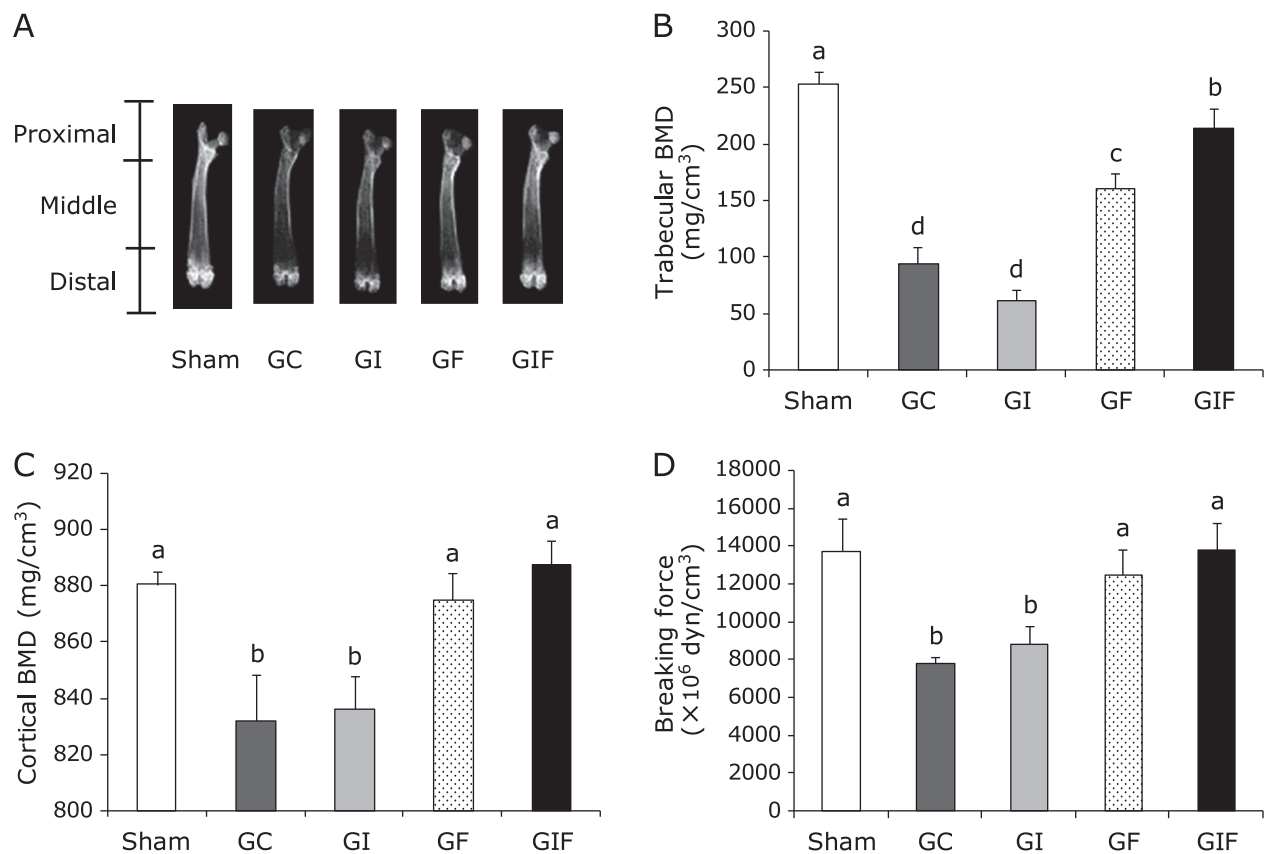 A
Proximal
Middle
Distal
Sham GC GI GF GIF
B
Trabecular BMD
(mg/cm³)
300
250
200
150
100
50
0
a
d
d
c
b
Sham GC GI GF GIF
C
Cortical BMD (mg/cm³)
920
900
880
860
840
820
800
a
b
b
a
a
Sham GC GI GF GIF
D
Breaking force
(×10⁶ dyn/cm³)
18000
16000
14000
12000
10000
8000
6000
4000
2000
0
a
b
b
a
a
Sham GC GI GF GIF